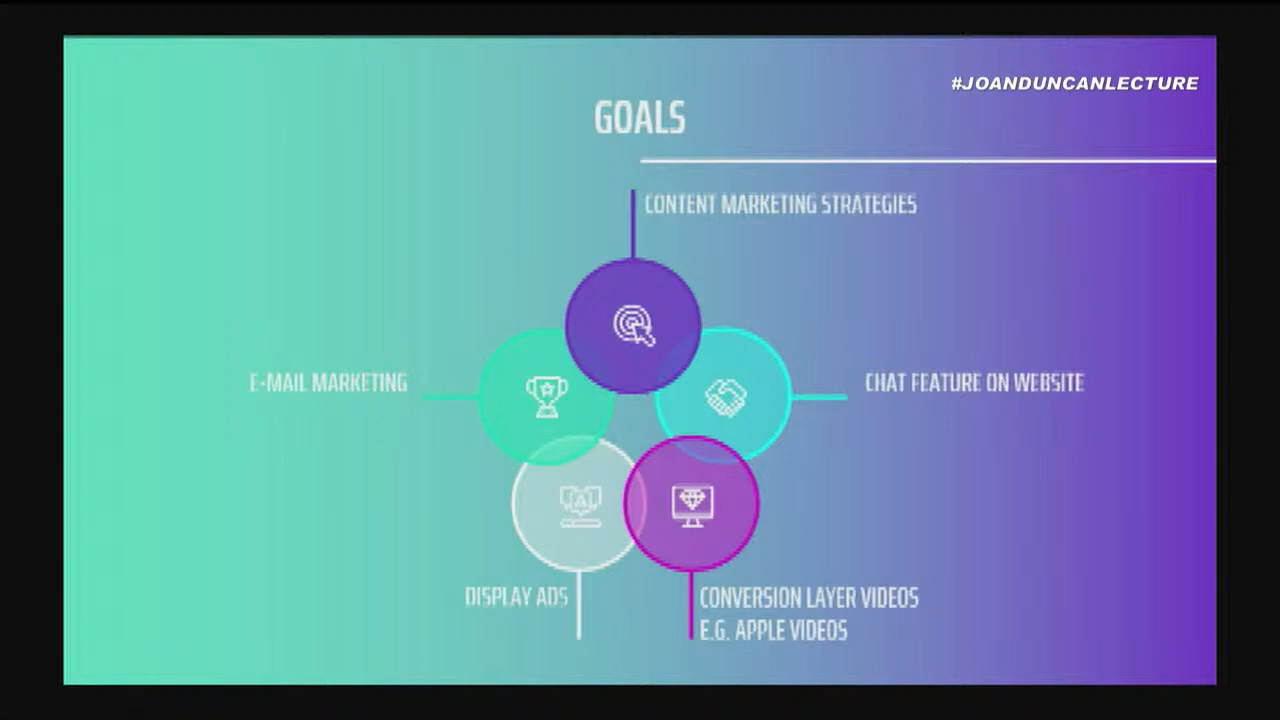 #JOANDUNCANLECTURE
GOALS
CONTENT MARKETING STRATEGIES
E-MAIL MARKETING
CHAT FEATURE ON WEBSITE
DISPLAY ADS
CONVERSION LAYER VIDEOS
E.G. APPLE VIDEOS